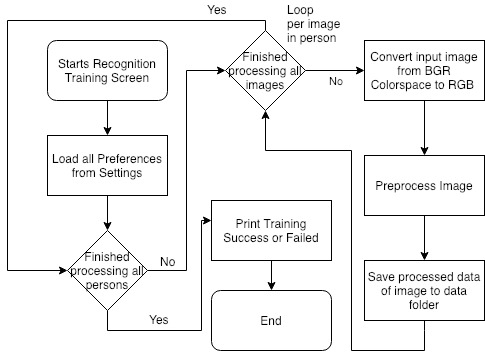 Yes
Loop
per image
in person
Starts Recognition
Training Screen
Finished
processing all
images
No
Convert input image
from BGR
Colorspace to RGB
Load all Preferences
from Settings
Preprocess Image
Finished
processing all
persons
No
Yes
Print Training
Success or Failed
Save processed data
of image to data
folder
End